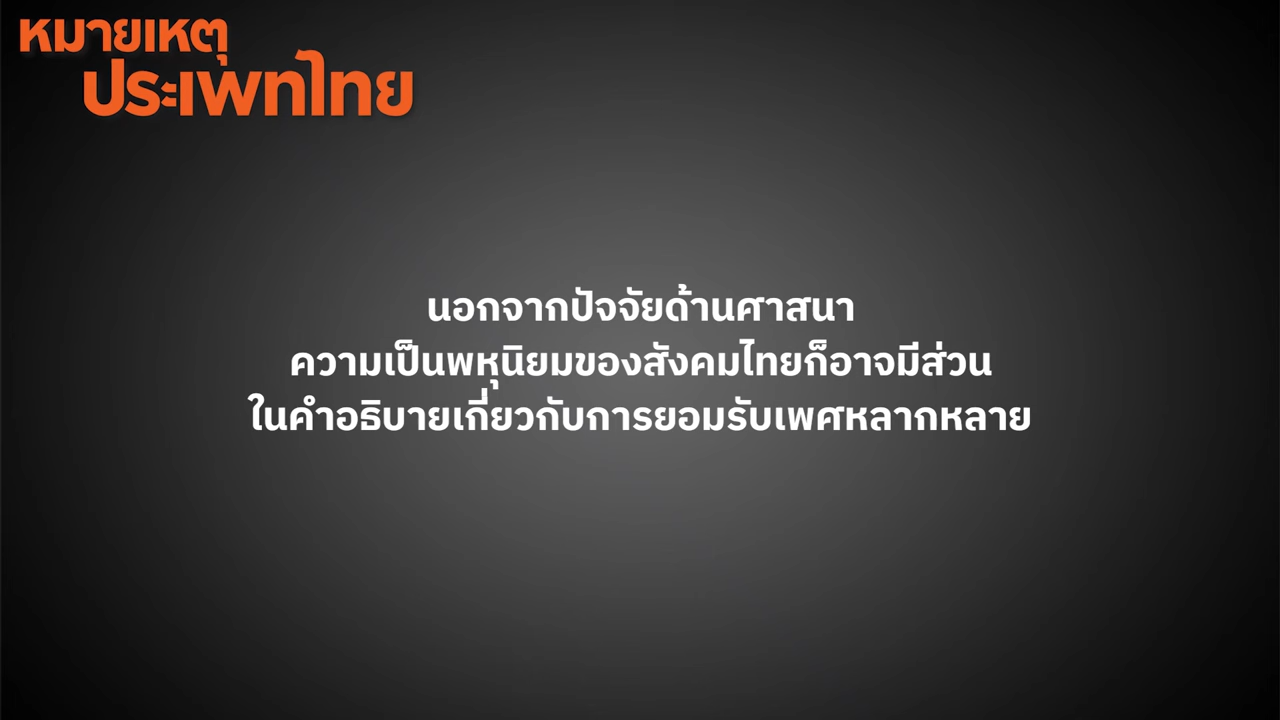 หมายเหตุ
ประเพทไทย
นอกจากปัจจัยด้านศาสนา
ความเป็นพหุนิยมของสังคมไทยก็อาจมีส่วน
ในคำอธิบายเกี่ยวกับการยอมรับเพศหลากหลาย